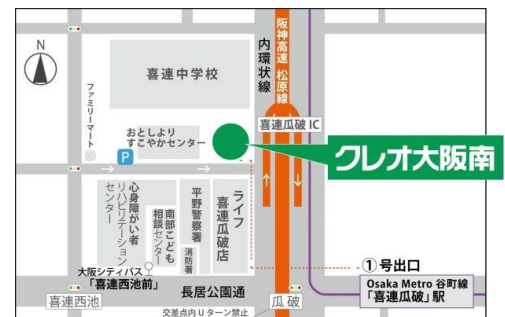 N
喜連中学校
内環状線
阪神高速 松原線
ファミリーマート
おとしより
すこやかセンター
P
喜連瓜破IC
クレオ大阪南
心身障がい者
リハビリテーション
センター
南部こども
相談センター
平野警察署
消防署
ライフ
喜連瓜破店
大阪シティバス
「喜連西池前」
①号出口
Osaka Metro 谷町線
「喜連瓜破」駅
長居公園通
喜連西池
瓜破
交差点内Uターン禁止